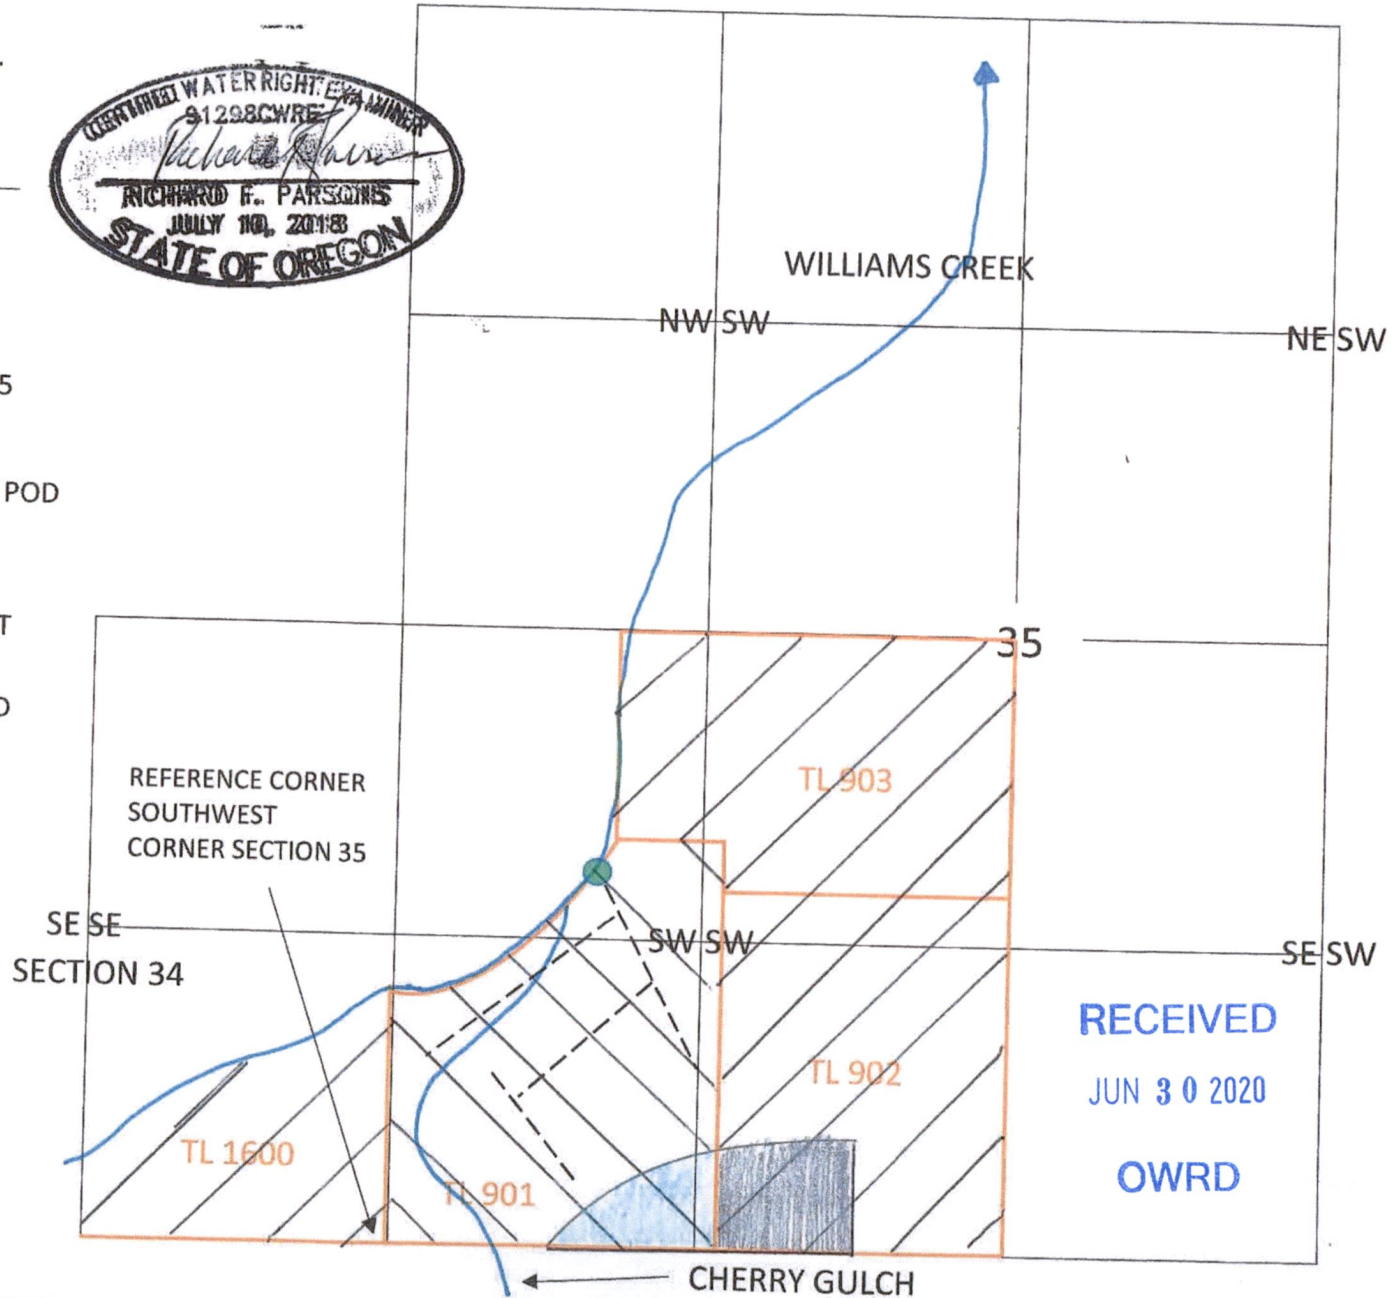 CERTIFIED WATER RIGHT EXAMINER
91298CWRE
RICHARD F. PARSONS
JULY 10, 2018
STATE OF OREGON
WILLIAMS CREEK
NW SW
NE SW
5
POD
T
35
D
TL 903
REFERENCE CORNER
SOUTHWEST
CORNER SECTION 35
SE SE
SW SW
SE SW
SECTION 34
RECEIVED
TL 902
JUN 30 2020
TL 1600
TL 901
OWRD
CHERRY GULCH